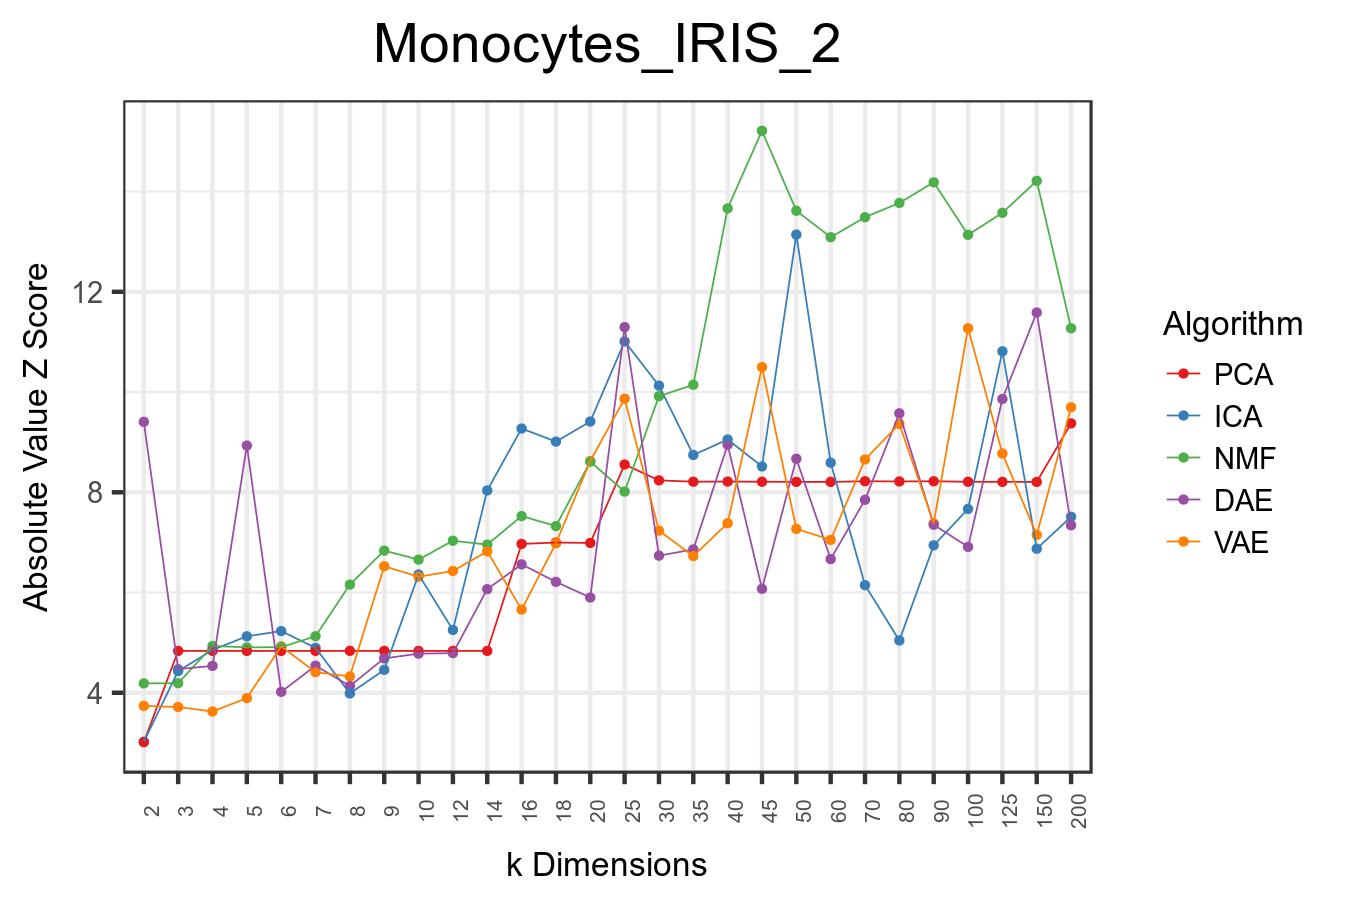 Monocytes_IRIS_2
Absolute Value Z Score
12
8
4
2 3 4 5 6 7 8 9 10 12 14 16 18 20 25 30 35 40 45 50 60 70 80 90 100 125 150 200
k Dimensions
Algorithm
PCA
ICA
NMF
DAE
VAE